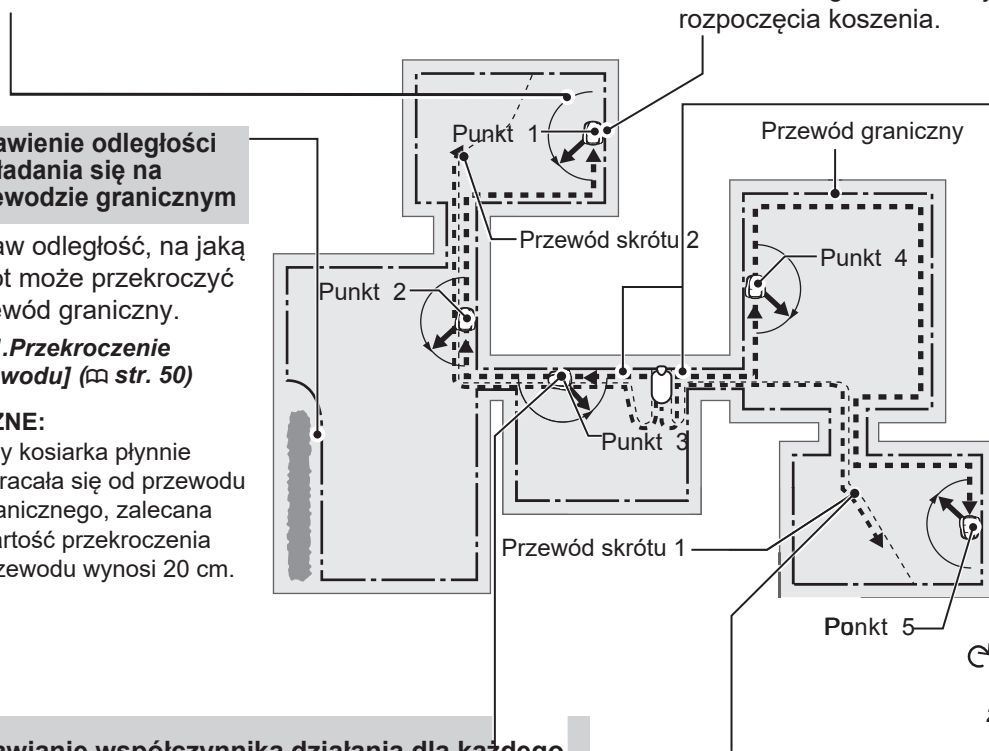 rozpoczęcia koszenia.
Punkt 1
Przewód graniczny
awienie odległości
ładania się na
ewodzie granicznym
Przewód skrótu 2
aw odległość, na jaką
ot może przekroczyć
ewód graniczny.
Punkt 4
Punkt 2
.Przekroczenie
wodu] (🕮 str. 50)
ZNE:
y kosiarka płynnie
racała się od przewodu
anicznego, zalecana
artość przekroczenia
zewodu wynosi 20 cm.
Punkt 3
Przewód skrótu 1
Punkt 5
awianie współczynnika działania dla każdego